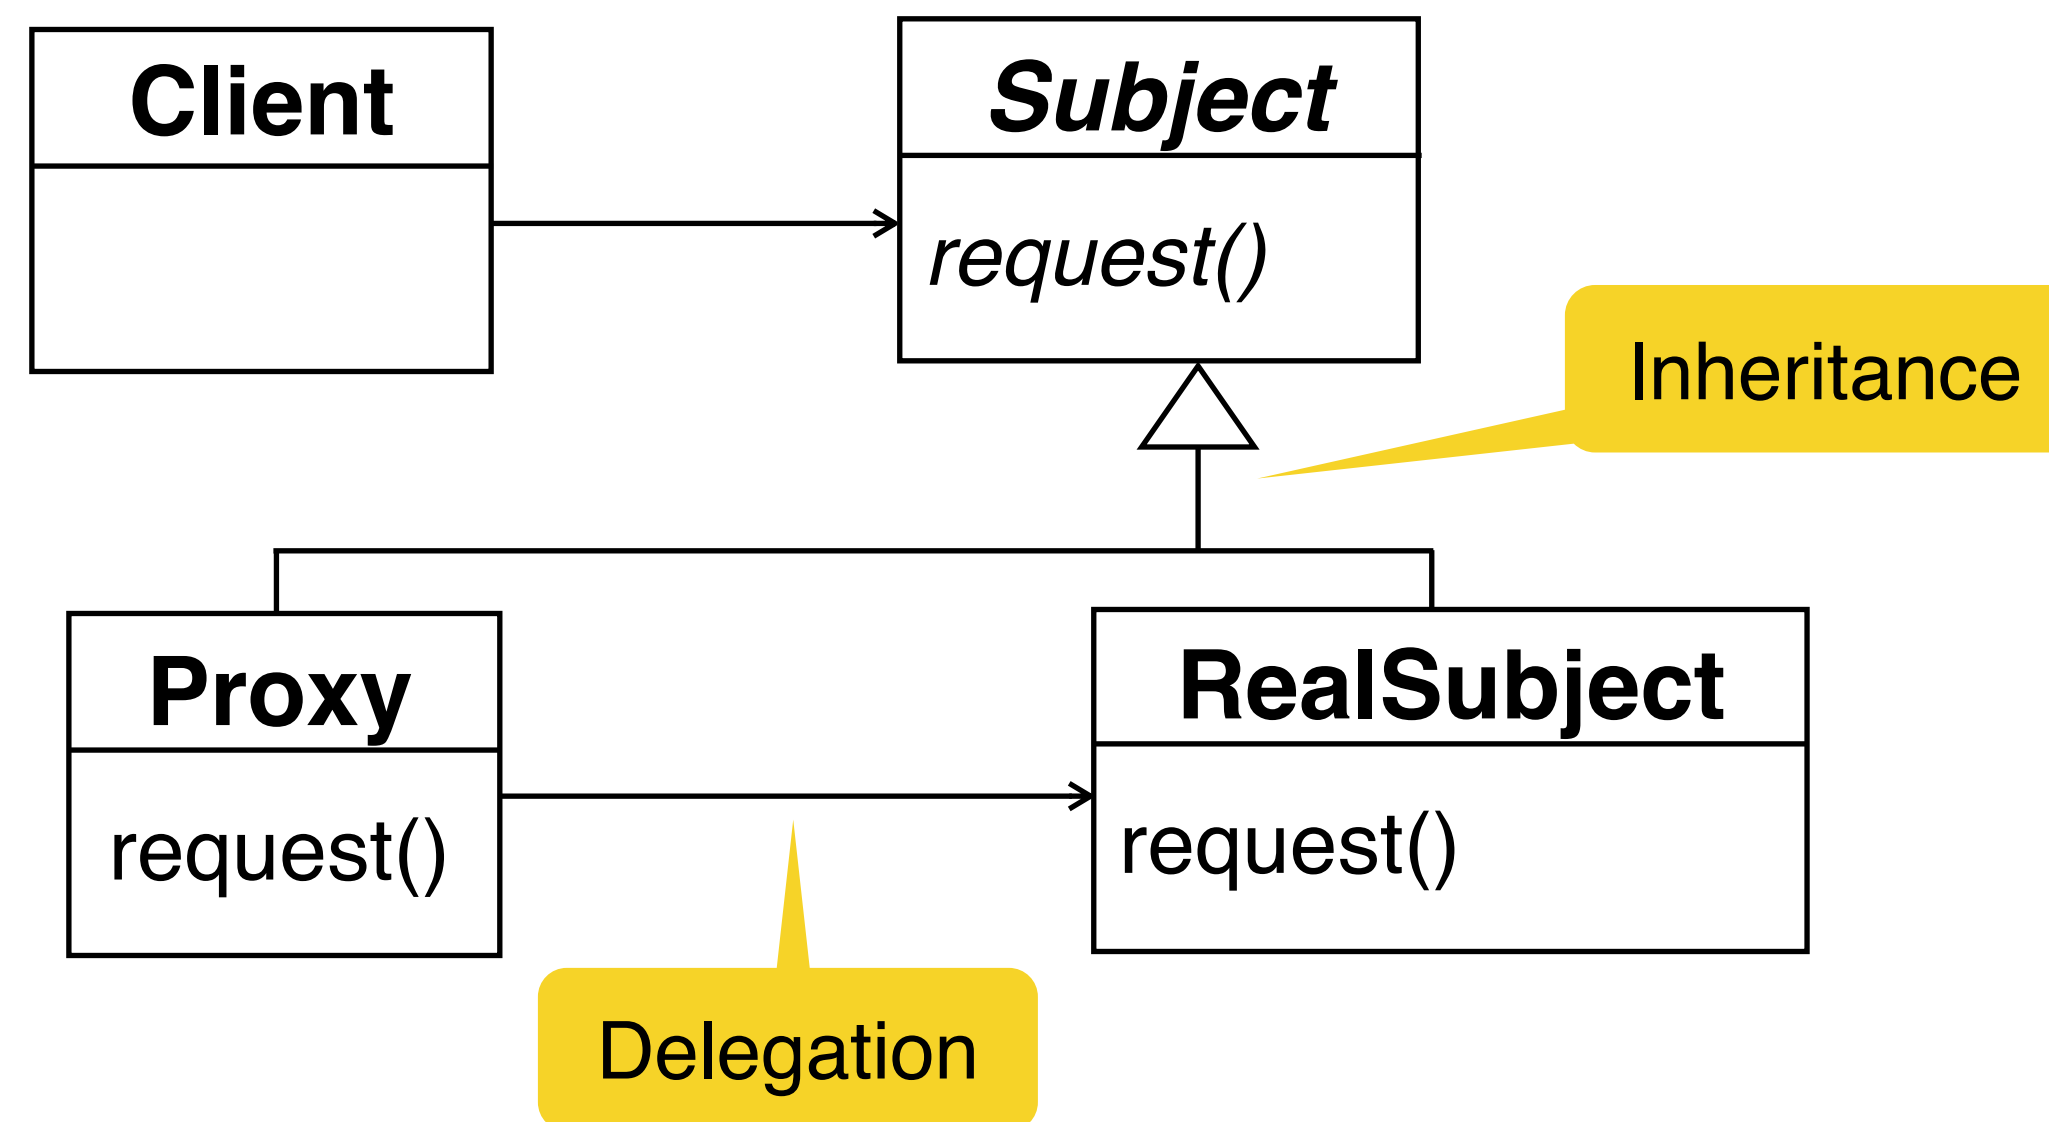 Client
Subject
request()
Inheritance
Proxy
request()
RealSubject
request()
Delegation